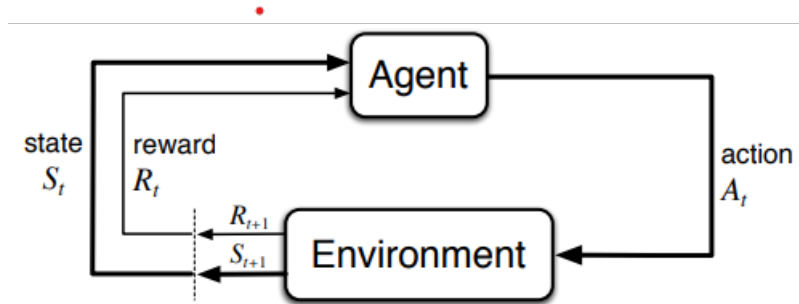 Agent
state
S_t
reward
R_t
action
A_t
R_{t+1}
S_{t+1}
Environment